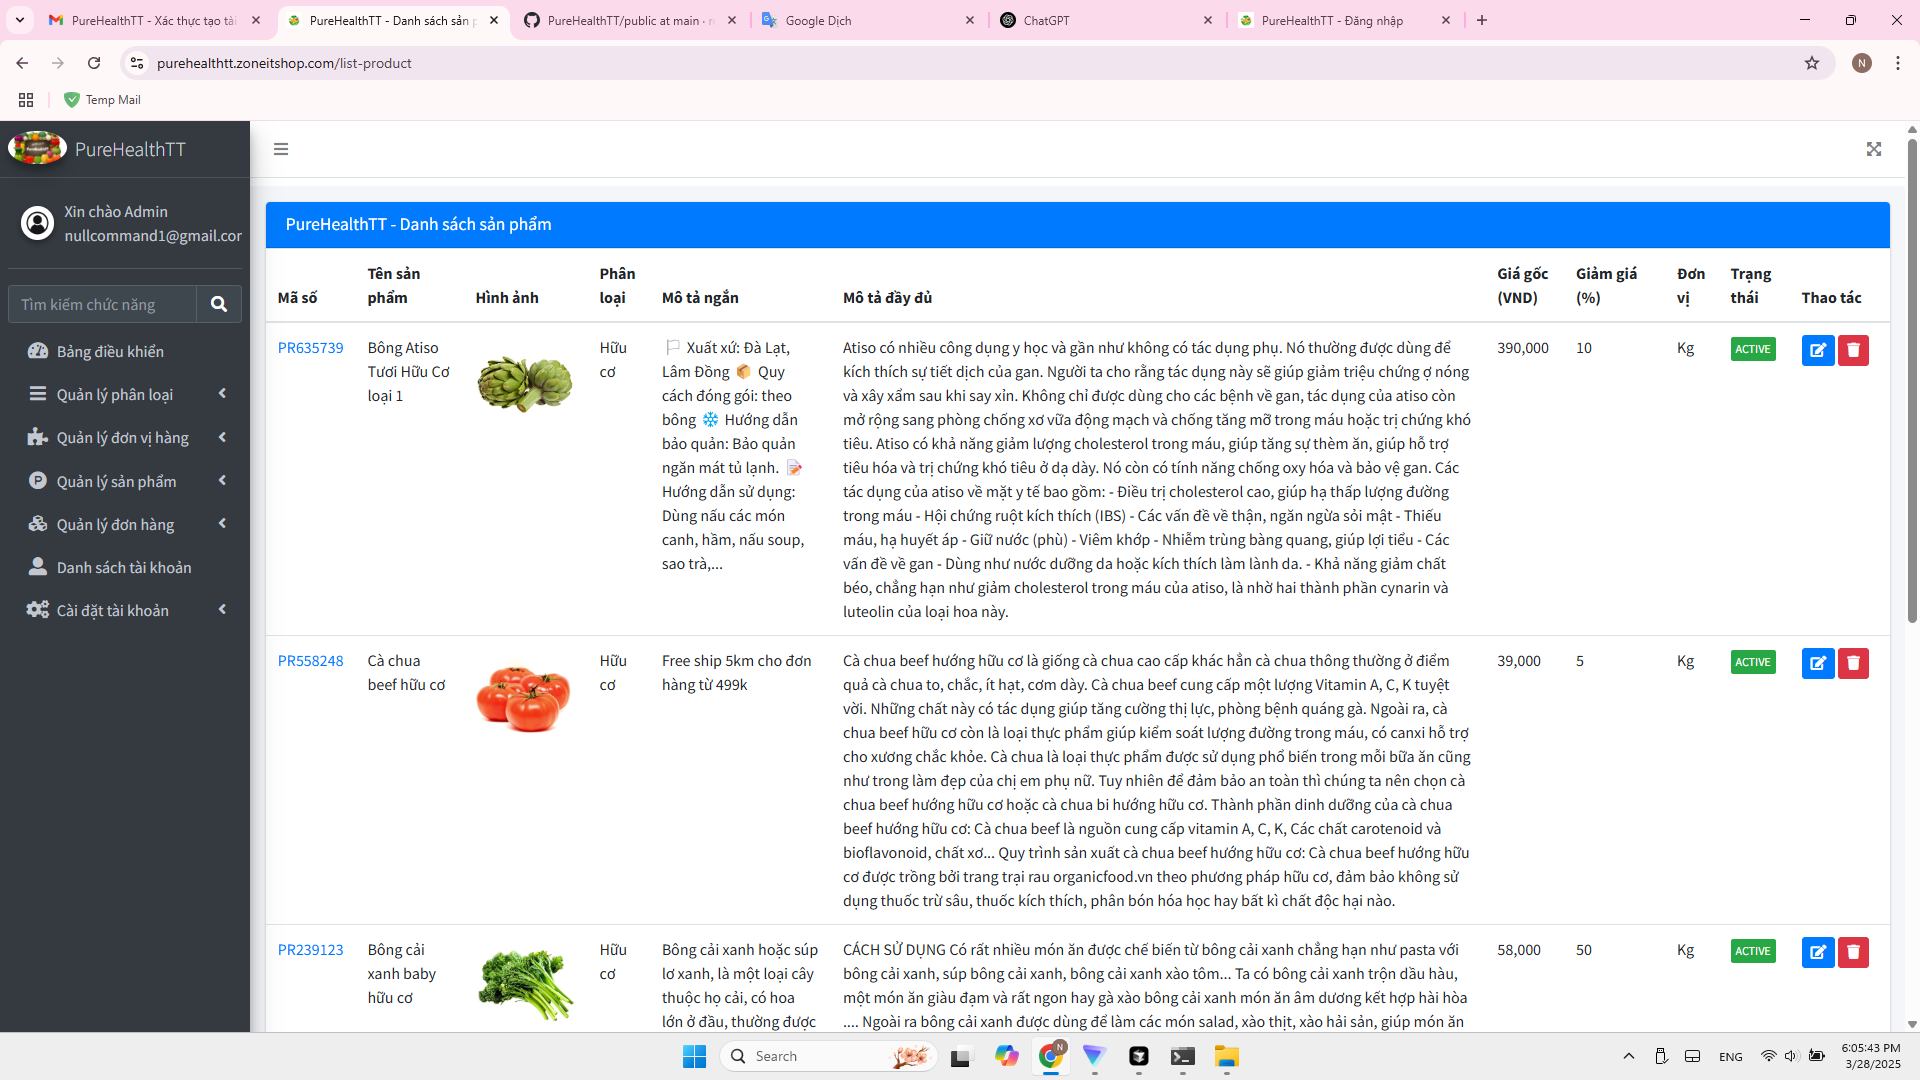 PureHealthTT - Xác thực tạo tài
PureHealthTT - Danh sách sản p
PureHealthTT/public at main · n
Google Dịch
ChatGPT
PureHealthTT - Đăng nhập
purehealthtt.zoneitshop.com/list-product
N
Temp Mail
PureHealthTT
Xin chào Admin
nullcommand1@gmail.cor
Tìm kiếm chức năng
Bảng điều khiển
Quản lý phân loại
Quản lý đơn vị hàng
Quản lý sản phẩm
Quản lý đơn hàng
Danh sách tài khoản
Cài đặt tài khoản
PureHealthTT - Danh sách sản phẩm
Mã số
Tên sản
phẩm
Hình ảnh
Phân
loại
Mô tả ngắn
Mô tả đầy đủ
Giá gốc
(VND)
Giảm giá
(%)
Đơn
vị
Trạng
thái
Thao tác
PR635739
Bông Atiso
Tươi Hữu Cơ
loại 1
Hữu
cơ
🏳️ Xuất xứ: Đà Lạt,
Lâm Đồng 📦 Quy
cách đóng gói: theo
bông ❄️ Hướng dẫn
bảo quản: Bảo quản
ngăn mát tủ lạnh. 📝
Hướng dẫn sử dụng:
Dùng nấu các món
canh, hầm, nấu soup,
sao trà,...
Atiso có nhiều công dụng y học và gần như không có tác dụng phụ. Nó thường được dùng để
kích thích sự tiết dịch của gan. Người ta cho rằng tác dụng này sẽ giúp giảm triệu chứng ợ nóng
và xây xẩm sau khi say xỉn. Không chỉ được dùng cho các bệnh về gan, tác dụng của atiso còn
mở rộng sang phòng chống xơ vữa động mạch và chống tăng mỡ trong máu hoặc trị chứng khó
tiêu. Atiso có khả năng giảm lượng cholesterol trong máu, giúp tăng sự thèm ăn, giúp hỗ trợ
tiêu hóa và trị chứng khó tiêu ở dạ dày. Nó còn có tính năng chống oxy hóa và bảo vệ gan. Các
tác dụng của atiso về mặt y tế bao gồm: - Điều trị cholesterol cao, giúp hạ thấp lượng đường
trong máu - Hội chứng ruột kích thích (IBS) - Các vấn đề về thận, ngăn ngừa sỏi mật - Thiếu
máu, hạ huyết áp - Giữ nước (phù) - Viêm khớp - Nhiễm trùng bàng quang, giúp lợi tiểu - Các
vấn đề về gan - Dùng như nước dưỡng da hoặc kích thích làm lành da. - Khả năng giảm chất
béo, chẳng hạn như giảm cholesterol trong máu của atiso, là nhờ hai thành phần cynarin và
luteolin của loại hoa này.
390,000
10
Kg
ACTIVE
PR558248
Cà chua
beef hữu cơ
Hữu
cơ
Free ship 5km cho đơn
hàng từ 499k
Cà chua beef hướng hữu cơ là giống cà chua cao cấp khác hẳn cà chua thông thường ở điểm
quả cà chua to, chắc, ít hạt, cơm dày. Cà chua beef cung cấp một lượng Vitamin A, C, K tuyệt
vời. Những chất này có tác dụng giúp tăng cường thị lực, phòng bệnh quáng gà. Ngoài ra, cà
chua beef hữu cơ còn là loại thực phẩm giúp kiểm soát lượng đường trong máu, có canxi hỗ trợ
cho xương chắc khỏe. Cà chua là loại thực phẩm được sử dụng phổ biến trong mỗi bữa ăn cũng
như trong làm đẹp của chị em phụ nữ. Tuy nhiên để đảm bảo an toàn thì chúng ta nên chọn cà
chua beef hướng hữu cơ hoặc cà chua bi hướng hữu cơ. Thành phần dinh dưỡng của cà chua
beef hướng hữu cơ: Cà chua beef là nguồn cung cấp vitamin A, C, K, Các chất carotenoid và
bioflavonoid, chất xơ... Quy trình sản xuất cà chua beef hướng hữu cơ: Cà chua beef hướng hữu
cơ được trồng bởi trang trại rau organicfood.vn theo phương pháp hữu cơ, đảm bảo không sử
dụng thuốc trừ sâu, thuốc kích thích, phân bón hóa học hay bất kì chất độc hại nào.
39,000
5
Kg
ACTIVE
PR239123
Bông cải
xanh baby
hữu cơ
Hữu
cơ
Bông cải xanh hoặc súp
lơ xanh, là một loại cây
thuộc họ cải, có hoa
lớn ở đầu, thường được
CÁCH SỬ DỤNG Có rất nhiều món ăn được chế biến từ bông cải xanh chẳng hạn như pasta với
bông cải xanh, súp bông cải xanh, bông cải xanh xào tôm... Ta có bông cải xanh trộn dầu hàu,
một món ăn giàu đạm và rất ngon hay gà xào bông cải xanh món ăn âm dương kết hợp hài hòa
.... Ngoài ra bông cải xanh được dùng để làm các món salad, xào thịt, xào hải sản, giúp món ăn
58,000
50
Kg
ACTIVE
Search
N
ENG
6:05:43 PM
3/28/2025